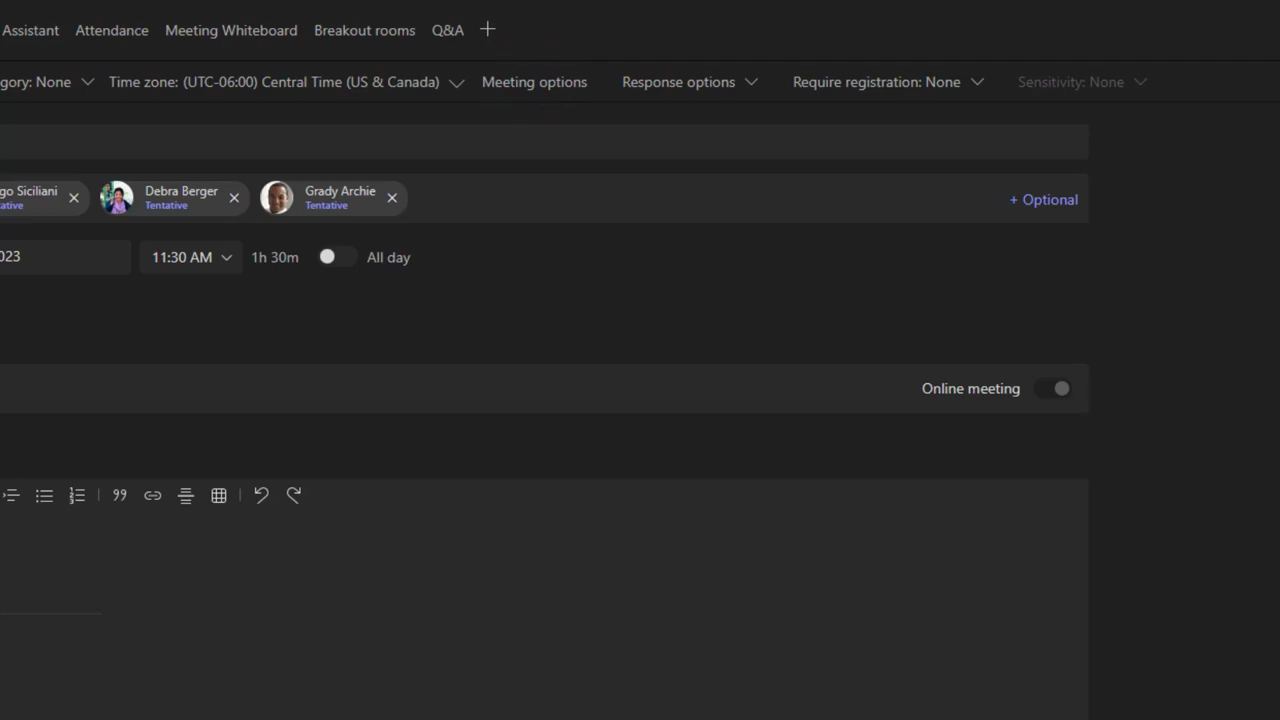 Assistant Attendance Meeting Whiteboard Breakout rooms Q&A
gory: None Time zone: (UTC-06:00) Central Time (US & Canada) Meeting options Response options Require registration: None Sensitivity: None
go Siciliani Debra Berger Grady Archie
ative Tentative Tentative
+ Optional
023 11:30 AM 1h 30m All day
Online meeting